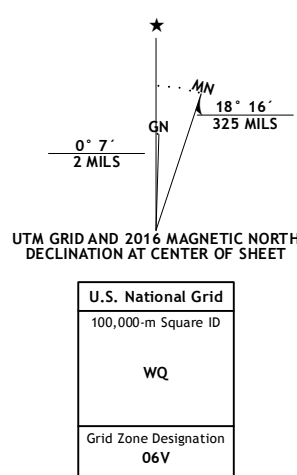 MN
GN
18° 16´
325 MILS
0° 7´
2 MILS
UTM GRID AND 2016 MAGNETIC NORTH
DECLINATION AT CENTER OF SHEET
U.S. National Grid
100,000-m Square ID
WQ
Grid Zone Designation
06V